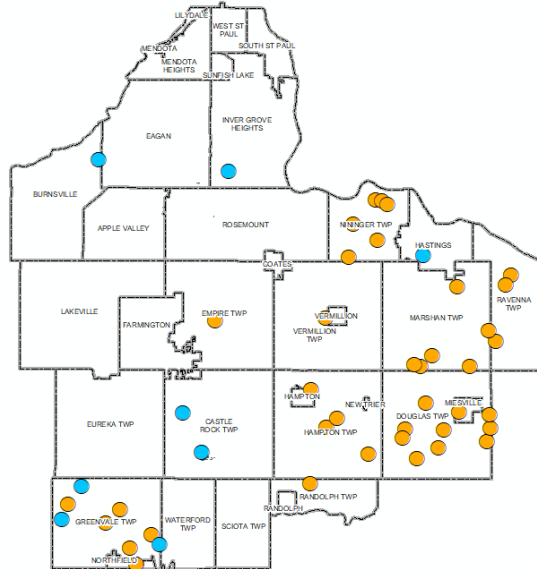 LILYDALE
WEST ST
PAUL
SOUTH ST PAUL
MENDOTA
MENDOTA
HEIGHTS
SUNFISH LAKE
INVER GROVE
HEIGHTS
EAGAN
BURNSVILLE
APPLE VALLEY
ROSEMOUNT
NININGER TWP
HASTINGS
COATES
RAVENNA
TWP
LAKEVILLE
FARMINGTON
EMPIRE TWP
VERMILLION
VERMILLION
TWP
MARSHAN TWP
HAMPTON
NEW TRIER
MIESVILLE
DOUGLAS TWP
EUREKA TWP
CASTLE
ROCK TWP
HAMPTON TWP
RANDOLPH TWP
RANDOLPH
GREENVALE TWP
WATERFORD
TWP
SCIOTA TWP
NORTHFIELD